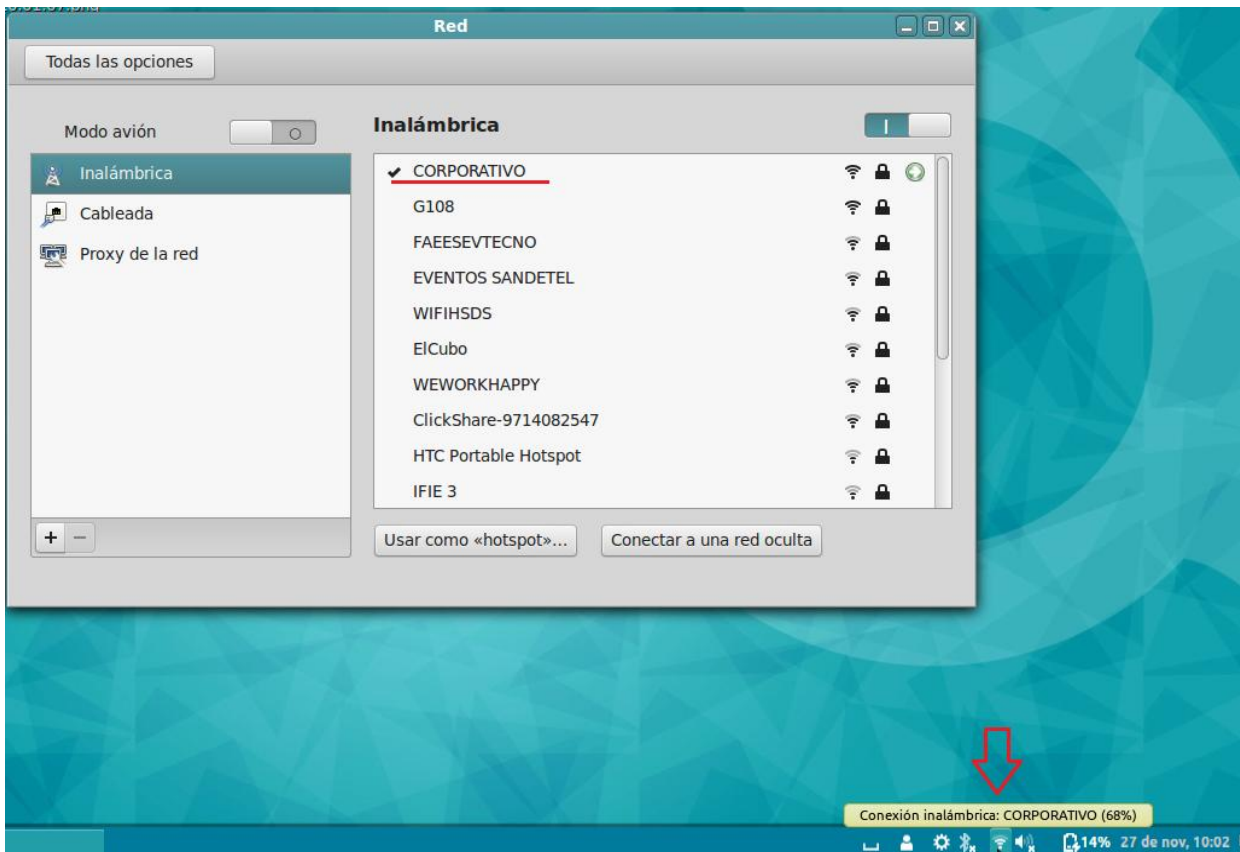 Red
Todas las opciones
Modo avión
Inalámbrica
Cableada
Proxy de la red
Inalámbrica
CORPORATIVO
G108
FAEESEVTECNO
EVENTOS SANDETEL
WIFIHSDS
ElCubo
WEWORKHAPPY
ClickShare-9714082547
HTC Portable Hotspot
IFIE 3
Usar como «hotspot»...
Conectar a una red oculta
Conexión inalámbrica: CORPORATIVO (68%)
14% 27 de nov, 10:02